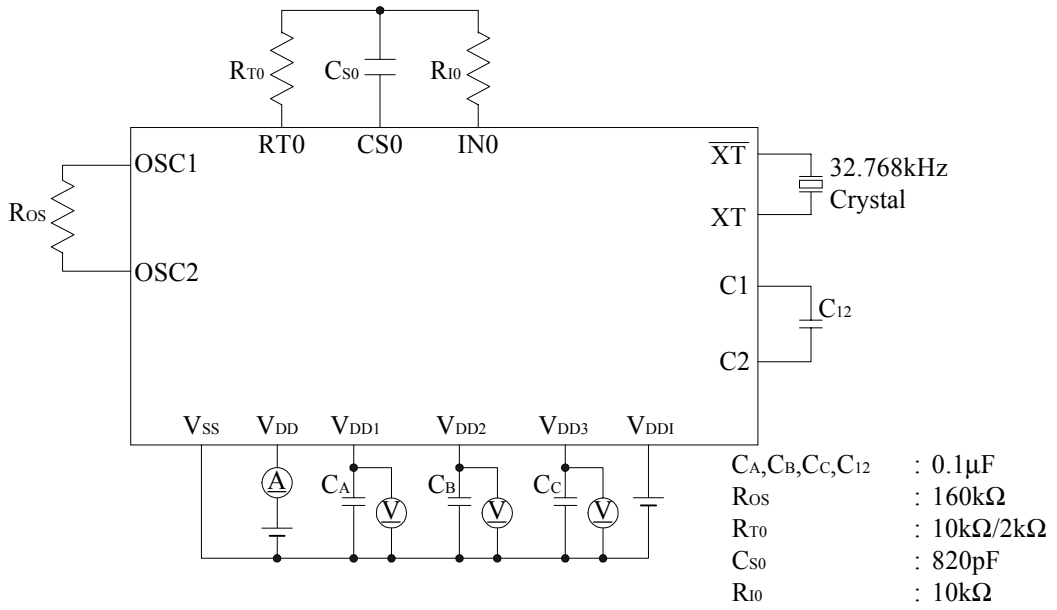 RT0 CS0 RI0
RT0 CS0 IN0
OSC1
ROS
OSC2
XT
32.768kHz
Crystal
XT
C1
C12
C2
VSS VDD VDD1 VDD2 VDD3 VDDI
A CA V CB V CC V
CA,CB,CC,C12 : 0.1μF
ROS : 160kΩ
RT0 : 10kΩ/2kΩ
CS0 : 820pF
RI0 : 10kΩ